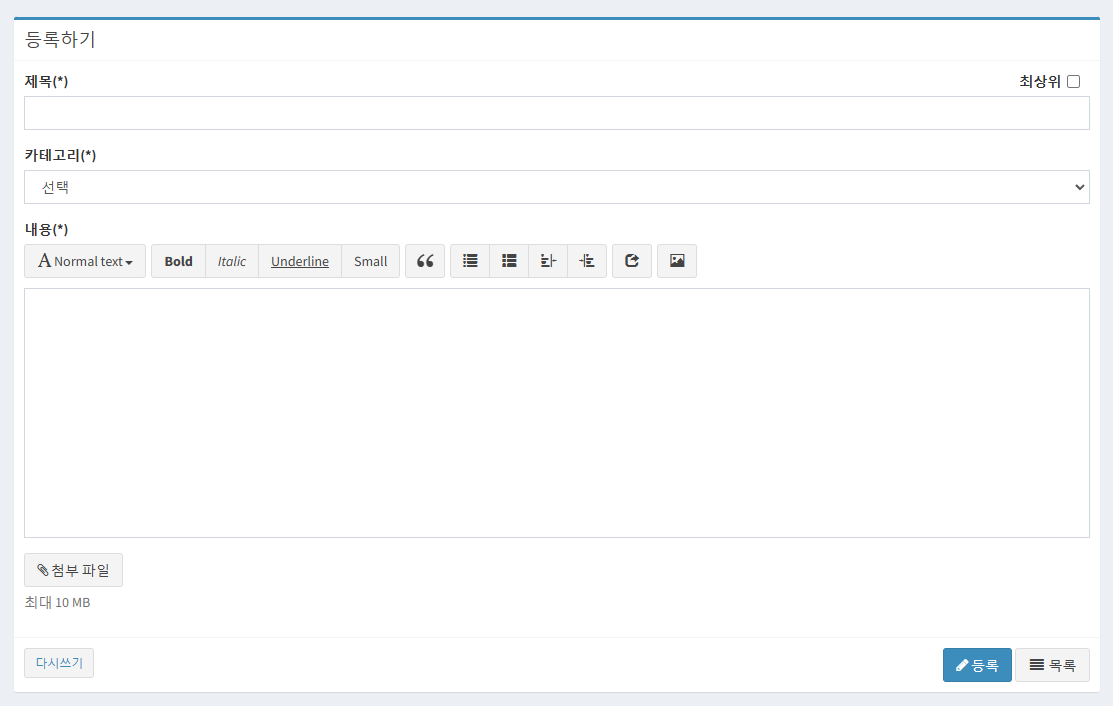 등록하기
제목(*) 최상위
카테고리(*)
선택
내용(*)
A Normal text Bold Italic Underline Small
첨부 파일
최대 10 MB
다시쓰기 등록 목록